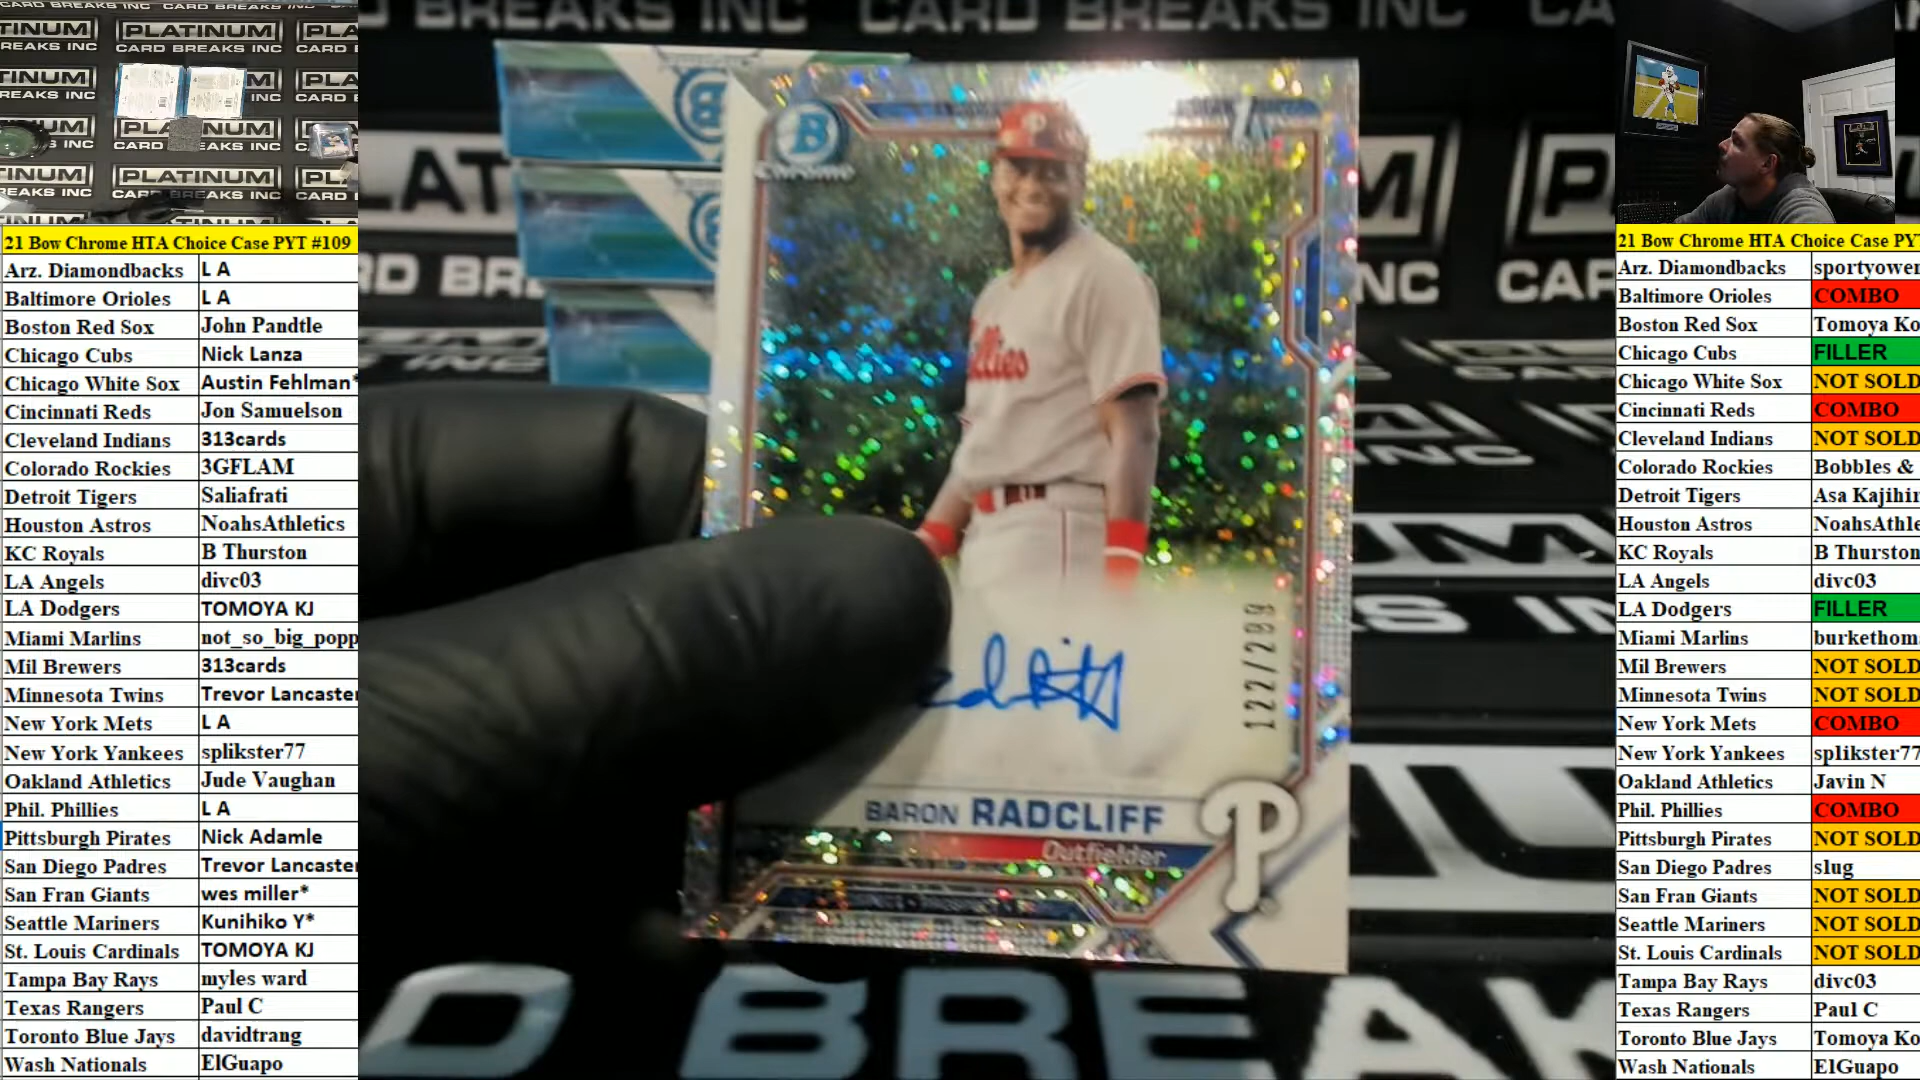 CARD BREAKS INC
PLATINUM
CARD BREAKS INC
21 Bow Chrome HTA Choice Case PYT #109
Arz. Diamondbacks L A
Baltimore Orioles L A
Boston Red Sox John Pandtle
Chicago Cubs Nick Lanza
Chicago White Sox Austin Fehlman*
Cincinnati Reds Jon Samuelson
Cleveland Indians 313cards
Colorado Rockies 3GFLAM
Detroit Tigers Saliafrati
Houston Astros NoahsAthletics
KC Royals B Thurston
LA Angels divc03
LA Dodgers TOMOYA KJ
Miami Marlins not_so_big_popp
Mil Brewers 313cards
Minnesota Twins Trevor Lancaster
New York Mets L A
New York Yankees splikster77
Oakland Athletics Jude Vaughan
Phil. Phillies L A
Pittsburgh Pirates Nick Adamle
San Diego Padres Trevor Lancaster
San Fran Giants wes miller*
Seattle Mariners Kunihiko Y*
St. Louis Cardinals TOMOYA KJ
Tampa Bay Rays myles ward
Texas Rangers Paul C
Toronto Blue Jays davidtrang
Wash Nationals ElGuapo
CARD BREAKS INC
B
Chrome
P
122/299
BARON RADCLIFF
Outfielder
P
21 Bow Chrome HTA Choice Case PY
Arz. Diamondbacks sportyower
Baltimore Orioles COMBO
Boston Red Sox Tomoya Ko
Chicago Cubs FILLER
Chicago White Sox NOT SOLD
Cincinnati Reds COMBO
Cleveland Indians NOT SOLD
Colorado Rockies Bobbles &
Detroit Tigers Asa Kajihir
Houston Astros NoahsAthle
KC Royals B Thurston
LA Angels divc03
LA Dodgers FILLER
Miami Marlins burkethom
Mil Brewers NOT SOLD
Minnesota Twins NOT SOLD
New York Mets COMBO
New York Yankees splikster77
Oakland Athletics Javin N
Phil. Phillies COMBO
Pittsburgh Pirates NOT SOLD
San Diego Padres slug
San Fran Giants NOT SOLD
Seattle Mariners NOT SOLD
St. Louis Cardinals NOT SOLD
Tampa Bay Rays divc03
Texas Rangers Paul C
Toronto Blue Jays Tomoya Ko
Wash Nationals ElGuapo